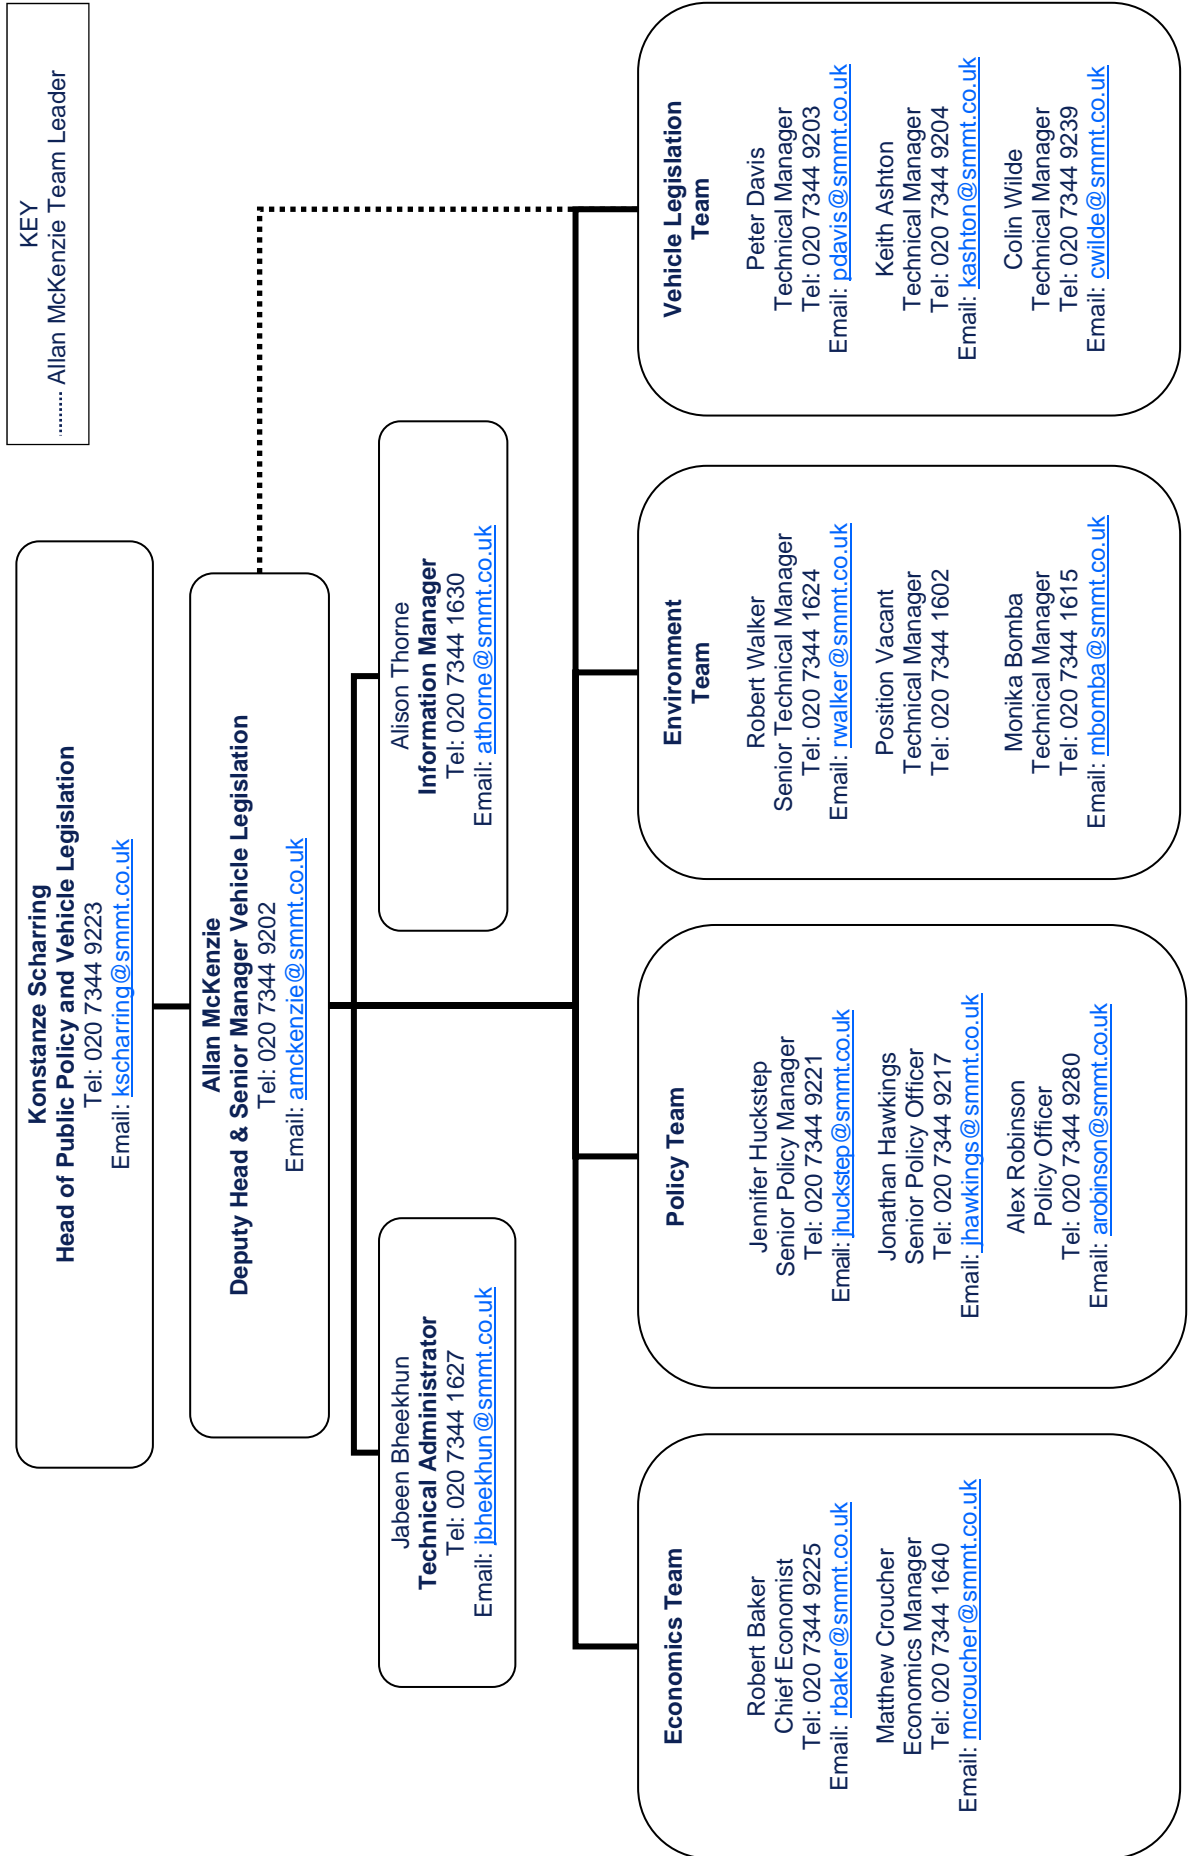 KEY
........ Allan McKenzie Team Leader
Konstanze Scharring
Head of Public Policy and Vehicle Legislation
Tel: 020 7344 9223
Email: kscharring@smmt.co.uk
Allan McKenzie
Deputy Head & Senior Manager Vehicle Legislation
Tel: 020 7344 9202
Email: amckenzie@smmt.co.uk
Jabeen Bheekhun
Technical Administrator
Tel: 020 7344 1627
Email: jbheekhun@smmt.co.uk
Alison Thorne
Information Manager
Tel: 020 7344 1630
Email: athorne@smmt.co.uk
Economics Team
Robert Baker
Chief Economist
Tel: 020 7344 9225
Email: rbaker@smmt.co.uk
Matthew Croucher
Economics Manager
Tel: 020 7344 1640
Email: mcroucher@smmt.co.uk
Policy Team
Jennifer Huckstep
Senior Policy Manager
Tel: 020 7344 9221
Email: jhuckstep@smmt.co.uk
Jonathan Hawkings
Senior Policy Officer
Tel: 020 7344 9217
Email: jhawkings@smmt.co.uk
Alex Robinson
Policy Officer
Tel: 020 7344 9280
Email: arobinson@smmt.co.uk
Environment
Team
Robert Walker
Senior Technical Manager
Tel: 020 7344 1624
Email: rwalker@smmt.co.uk
Position Vacant
Technical Manager
Tel: 020 7344 1602
Monika Bomba
Technical Manager
Tel: 020 7344 1615
Email: mbomba@smmt.co.uk
Vehicle Legislation
Team
Peter Davis
Technical Manager
Tel: 020 7344 9203
Email: pdavis@smmt.co.uk
Keith Ashton
Technical Manager
Tel: 020 7344 9204
Email: kashton@smmt.co.uk
Colin Wilde
Technical Manager
Tel: 020 7344 9239
Email: cwilde@smmt.co.uk